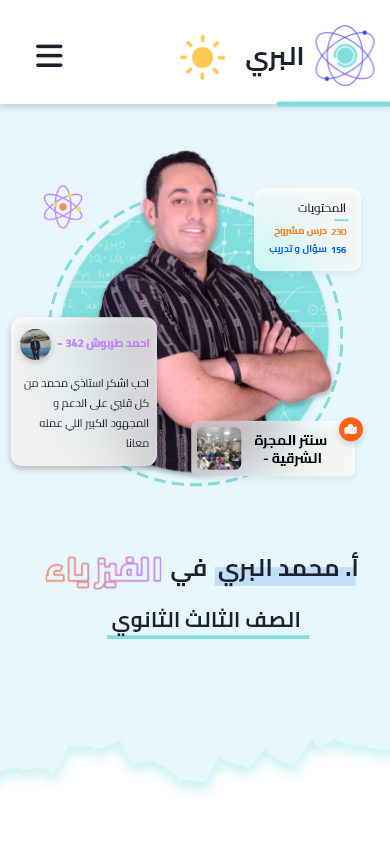 البري
المحتويات
230 درس مشروح
156 سؤال و تدريب
احمد طربوش 342 ~
احب اشكر استاذي محمد من
كل قلبي على الدعم و
المجهود الكبير اللي عمله
معانا
سنتر المجرة
الشرقية -
أ. محمد البري في الفيزياء
الصف الثالث الثانوي